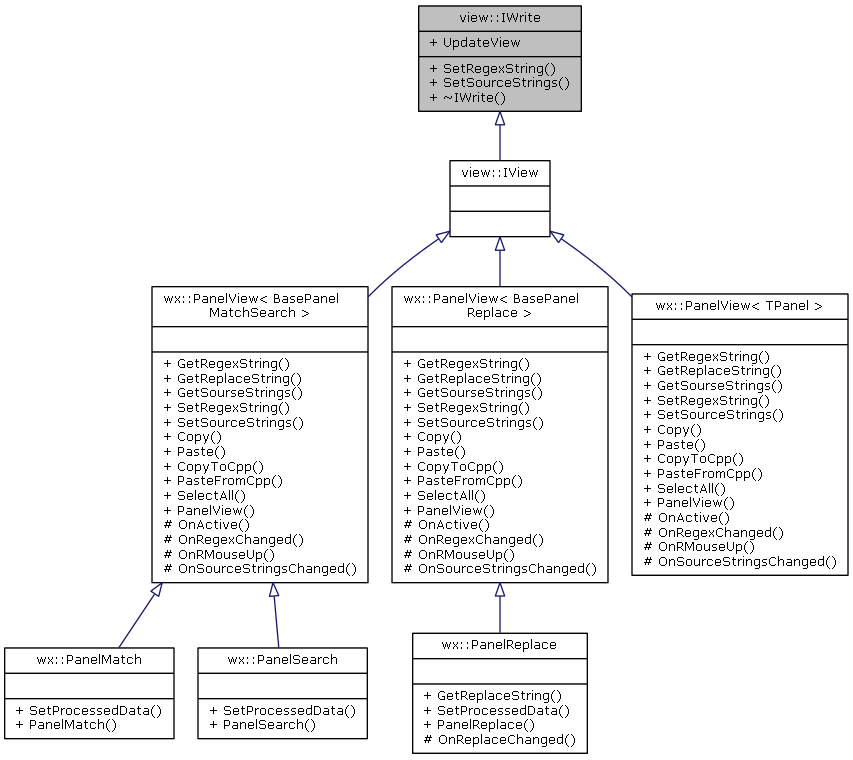 view::IWrite
+ UpdateView
+ SetRegexString()
+ SetSourceStrings()
+ ~IWrite()
view::IView
wx::PanelView< BasePanel
MatchSearch >
+ GetRegexString()
+ GetReplaceString()
+ GetSourseStrings()
+ SetRegexString()
+ SetSourceStrings()
+ Copy()
+ Paste()
+ CopyToCpp()
+ PasteFromCpp()
+ SelectAll()
+ PanelView()
# OnActive()
# OnRegexChanged()
# OnRMouseUp()
# OnSourceStringsChanged()
wx::PanelView< BasePanel
Replace >
+ GetRegexString()
+ GetReplaceString()
+ GetSourseStrings()
+ SetRegexString()
+ SetSourceStrings()
+ Copy()
+ Paste()
+ CopyToCpp()
+ PasteFromCpp()
+ SelectAll()
+ PanelView()
# OnActive()
# OnRegexChanged()
# OnRMouseUp()
# OnSourceStringsChanged()
wx::PanelView< TPanel >
+ GetRegexString()
+ GetReplaceString()
+ GetSourseStrings()
+ SetRegexString()
+ SetSourceStrings()
+ Copy()
+ Paste()
+ CopyToCpp()
+ PasteFromCpp()
+ SelectAll()
+ PanelView()
# OnActive()
# OnRegexChanged()
# OnRMouseUp()
# OnSourceStringsChanged()
wx::PanelMatch
+ SetProcessedData()
+ PanelMatch()
wx::PanelSearch
+ SetProcessedData()
+ PanelSearch()
wx::PanelReplace
+ GetReplaceString()
+ SetProcessedData()
+ PanelReplace()
# OnReplaceChanged()